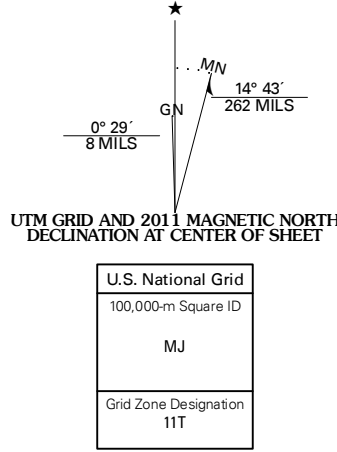 MN
GN
14° 43´
262 MILS
0° 29´
8 MILS
UTM GRID AND 2011 MAGNETIC NORTH
DECLINATION AT CENTER OF SHEET
U.S. National Grid
100,000-m Square ID
MJ
Grid Zone Designation
11T